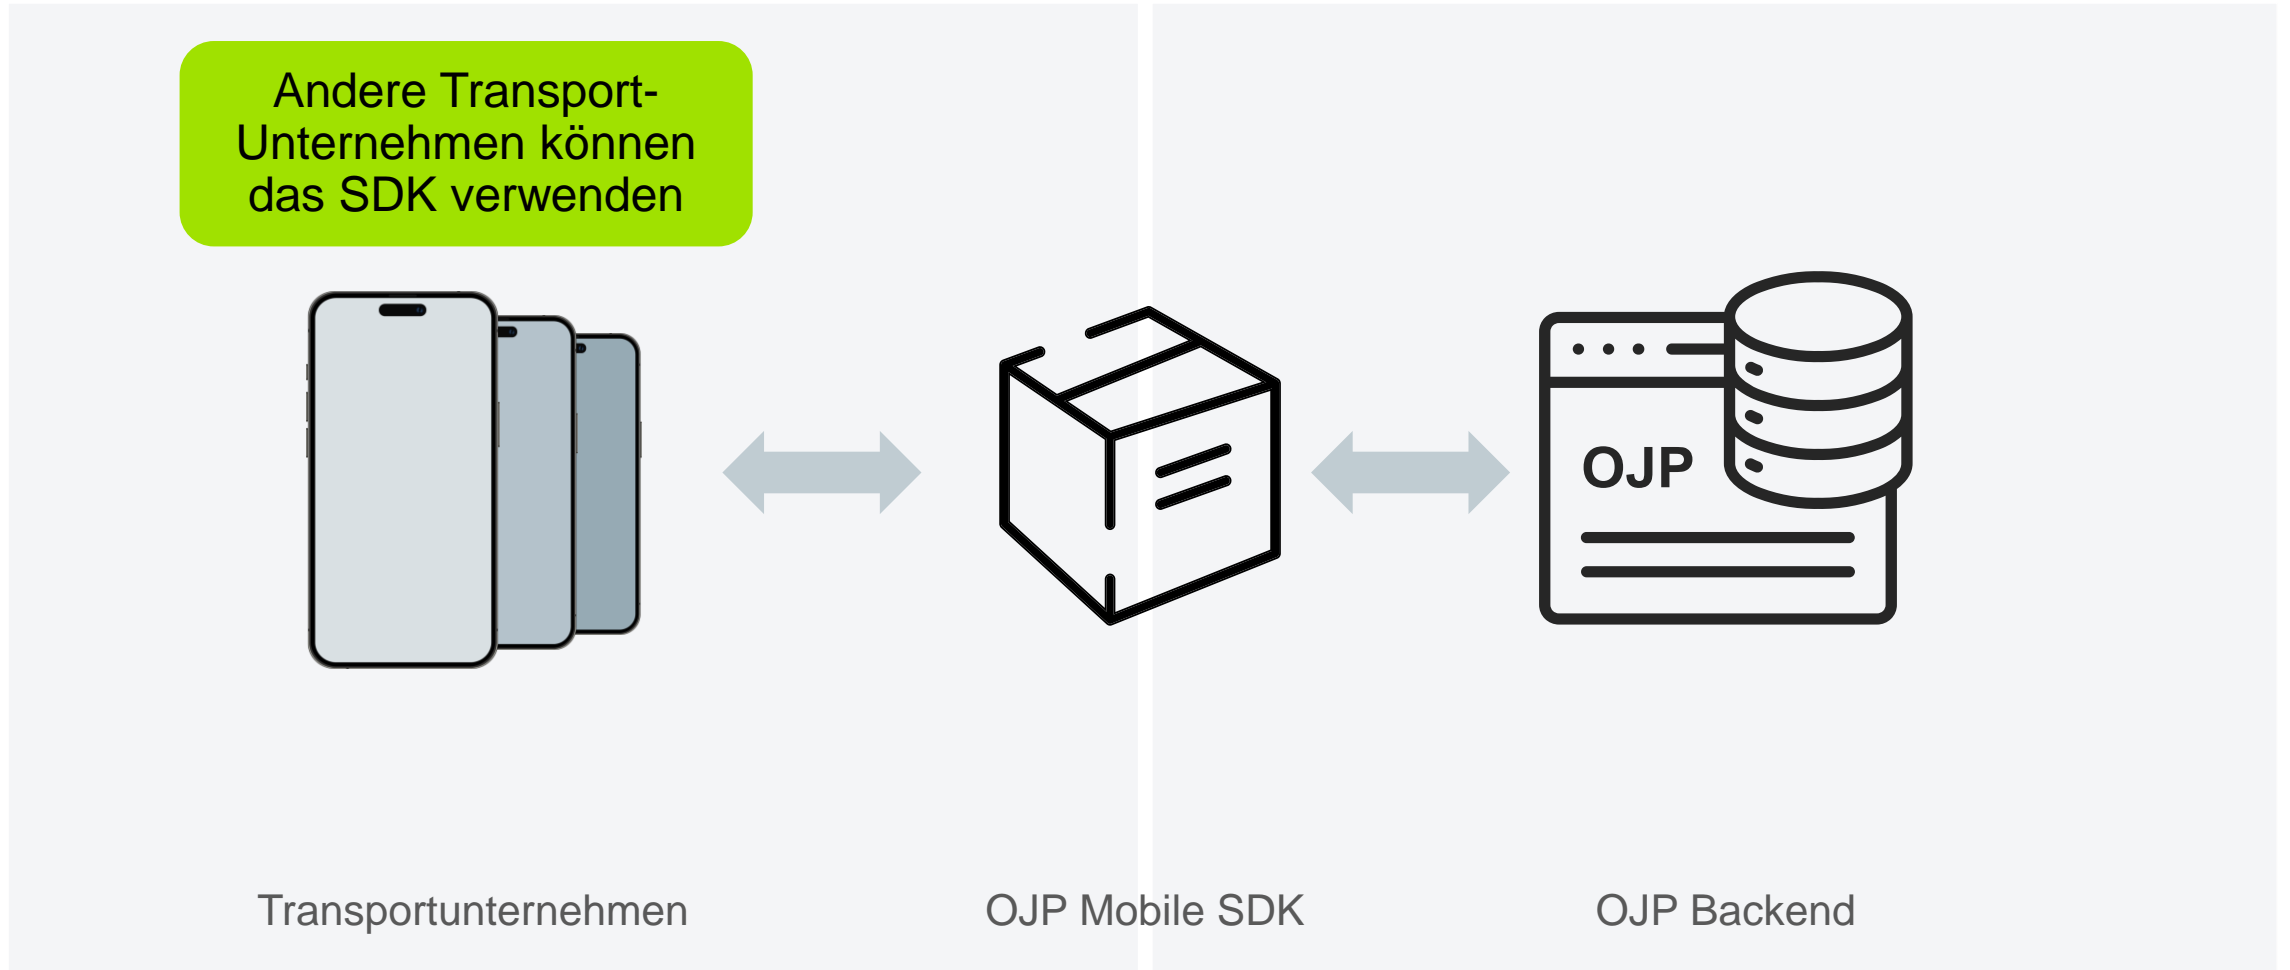 Andere Transport-
Unternehmen können
das SDK verwenden
OJP
Transportunternehmen
OJP Mobile SDK
OJP Backend